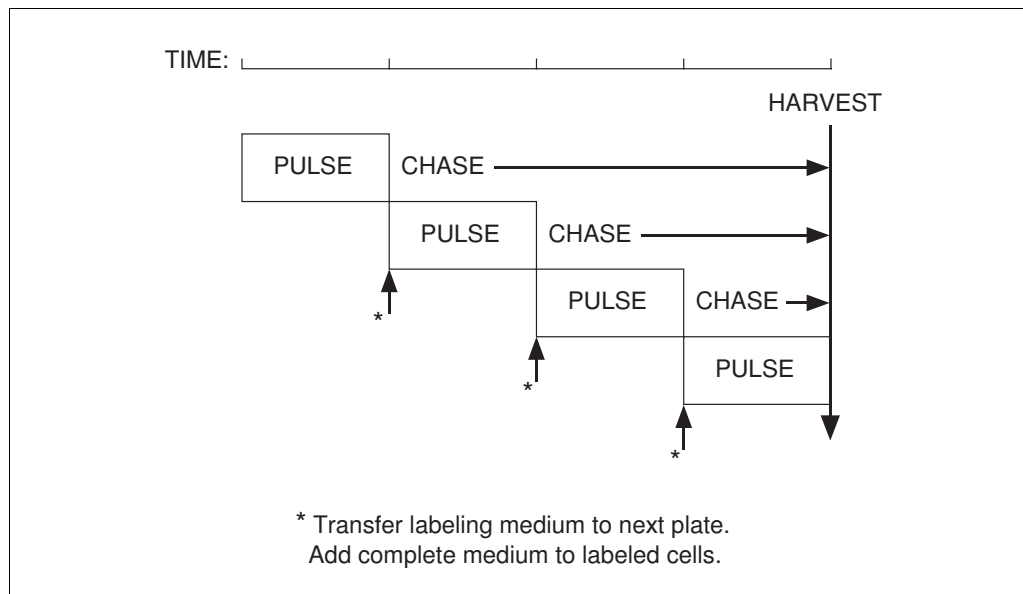 TIME:
HARVEST
PULSE CHASE
PULSE CHASE
*
PULSE CHASE
*
PULSE
*
* Transfer labeling medium to next plate.
Add complete medium to labeled cells.